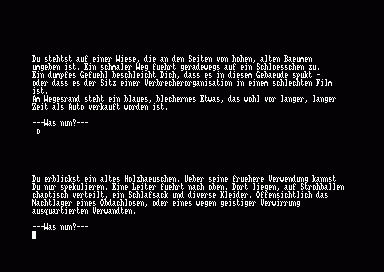 Du stehtst auf einer Wiese, die an den Seiten von hohen, alten Baeumen
umgeben ist. Ein schmaler Weg fuehrt geradewegs auf ein Schloesschen zu.
Ein dumpfes Gefuehl beschleicht Dich, dass es in diesem Gebaeude spukt -
oder dass es der Sitz einer Verbrecherorganisation in einem schlechten Film
ist.
Am Wegesrand steht ein blaues, blechernes Etwas, das wohl vor langer, langer
Zeit als Auto verkauft worden ist.
---Was nun?---
O
Du erblickst ein altes Holzhaeuschen. Ueber seine fruehere Verwendung kannst
Du nur spekulieren. Eine Leiter fuehrt nach oben. Dort liegen, auf Strohballen
chaotisch verteilt, ein Schlafsack und diverse Kleider. Offensichtlich das
Nachtlager eines Obdachlosen, oder eines wegen geistiger Verwirrung
ausquartierten Verwandten.
---Was nun?---